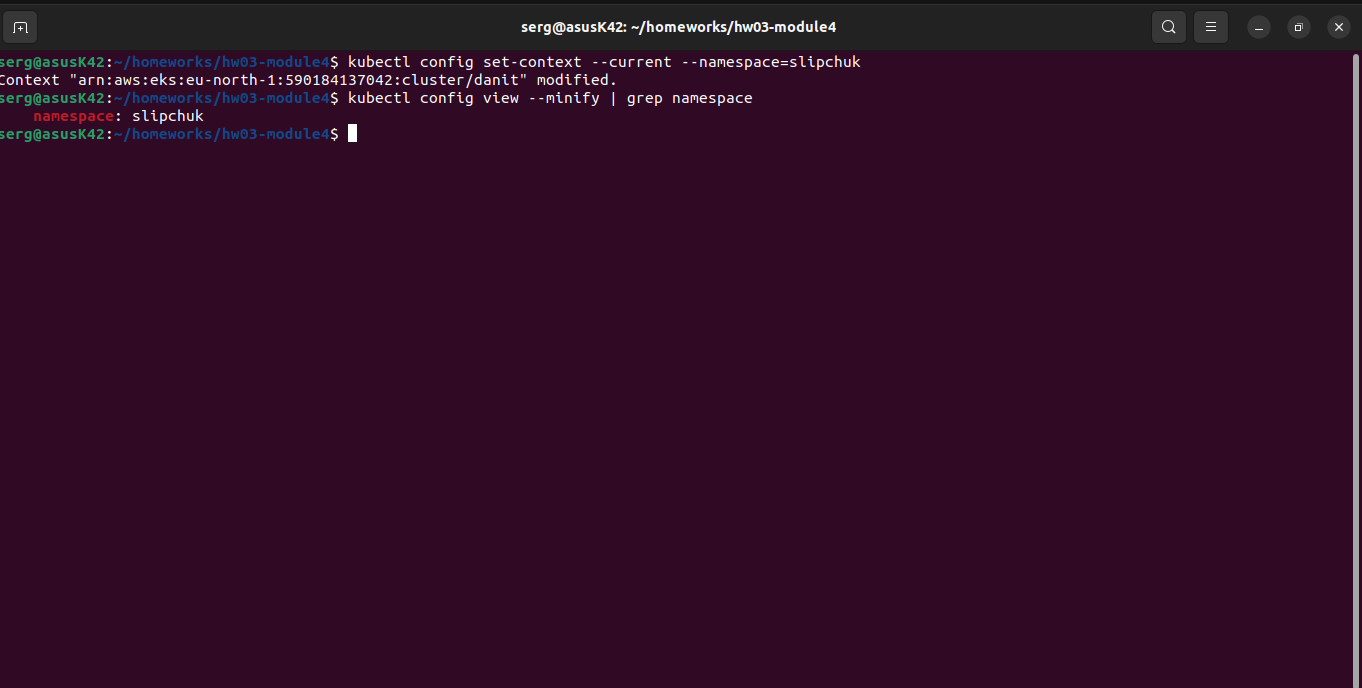 serg@asusK42: ~/homeworks/hw03-module4
serg@asusK42:~/homeworks/hw03-module4$ kubectl config set-context --current --namespace=slipchuk
Context "arn:aws:eks:eu-north-1:590184137042:cluster/danit" modified.
serg@asusK42:~/homeworks/hw03-module4$ kubectl config view --minify | grep namespace
    namespace: slipchuk
serg@asusK42:~/homeworks/hw03-module4$